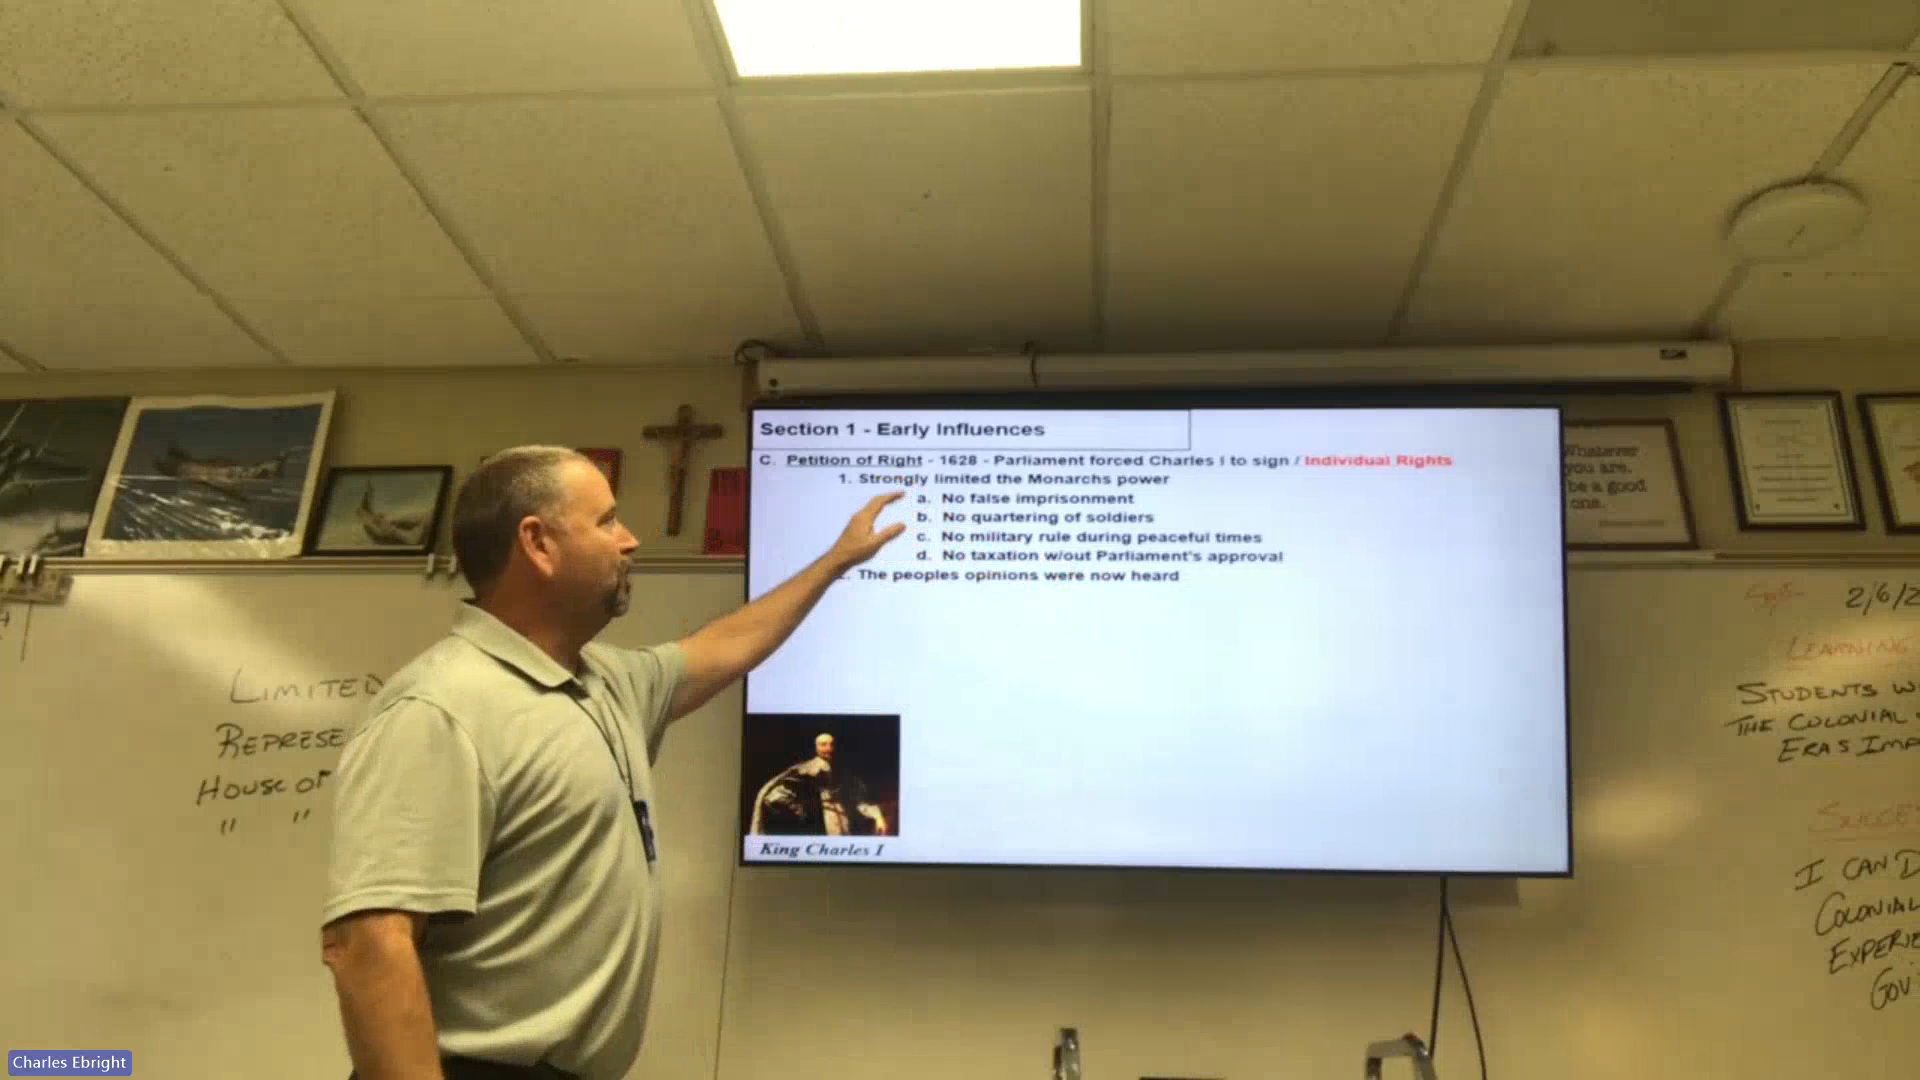 Section 1 - Early Influences
C. Petition of Right - 1628 - Parliament forced Charles I to sign / Individual Rights
1. Strongly limited the Monarchs power
a. No false imprisonment
b. No quartering of soldiers
c. No military rule during peaceful times
d. No taxation w/out Parliament's approval
The peoples opinions were now heard
King Charles I
Whatever
you are,
be a good
one.
LIMITED
REPRESE
HOUSE OF
" "
2/6/2
LEARNING
STUDENTS W
THE COLONIAL
ERAS IMP
SUCCES
I CAN D
COLONIAL
EXPERIE
GOV'
Charles Ebright